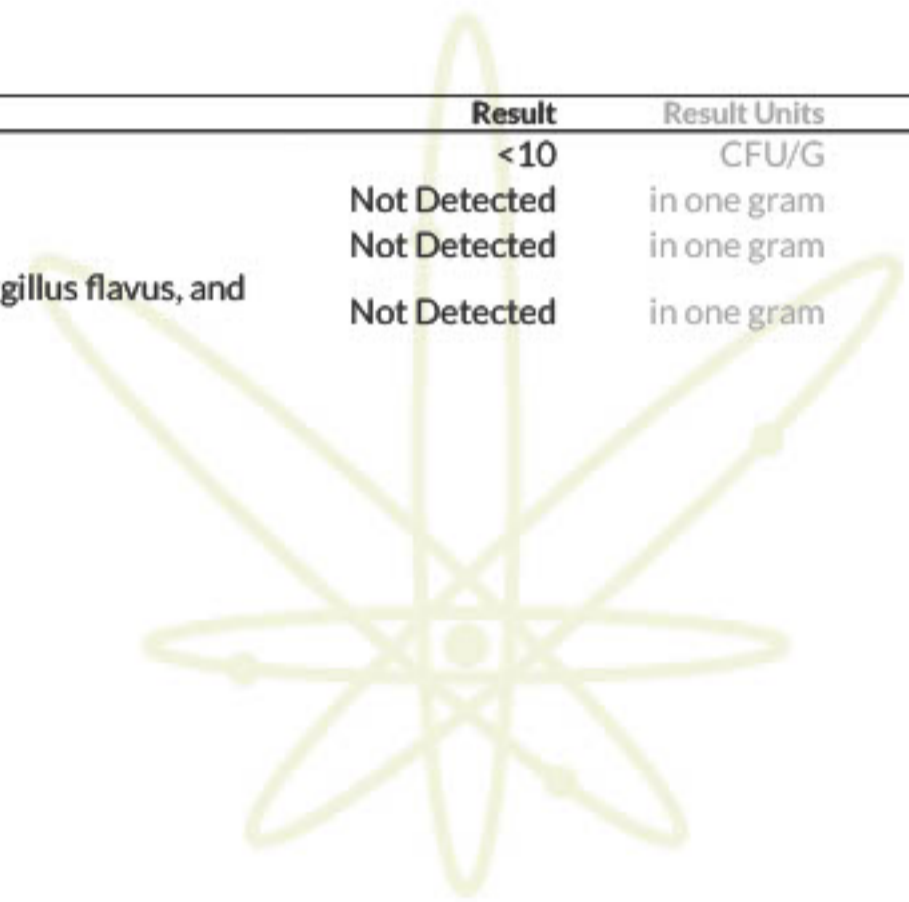 Result Result Units
<10 CFU/G
Not Detected in one gram
Not Detected in one gram
gillus flavus, and
Not Detected in one gram